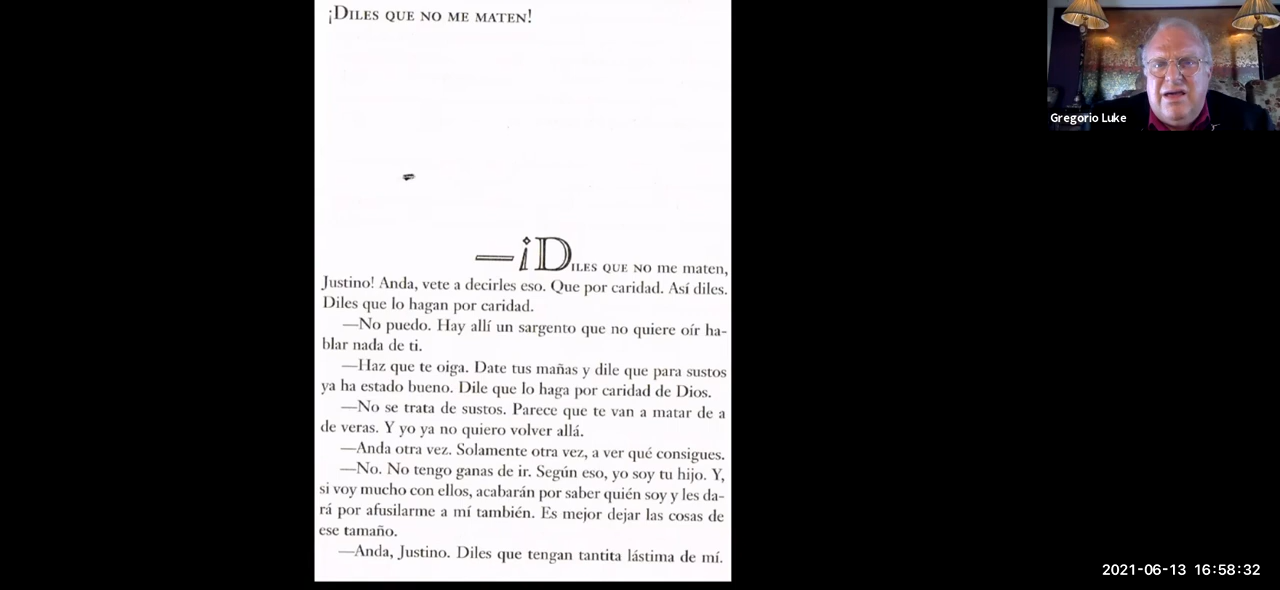 ¡DILES QUE NO ME MATEN!
—¡DILES QUE NO me maten,
Justino! Anda, vete a decirles eso. Que por caridad. Así diles.
Diles que lo hagan por caridad.
—No puedo. Hay allí un sargento que no quiere oír ha-
blar nada de ti.
—Haz que te oiga. Date tus mañas y dile que para sustos
ya ha estado bueno. Dile que lo haga por caridad de Dios.
—No se trata de sustos. Parece que te van a matar de a
de veras. Y yo ya no quiero volver allá.
—Anda otra vez. Solamente otra vez, a ver qué consigues.
—No. No tengo ganas de ir. Según eso, yo soy tu hijo. Y,
si voy mucho con ellos, acabarán por saber quién soy y les da-
rá por afusilarme a mí también. Es mejor dejar las cosas de
ese tamaño.
—Anda, Justino. Diles que tengan tantita lástima de mí.
Gregorio Luke
2021-06-13 16:58:32